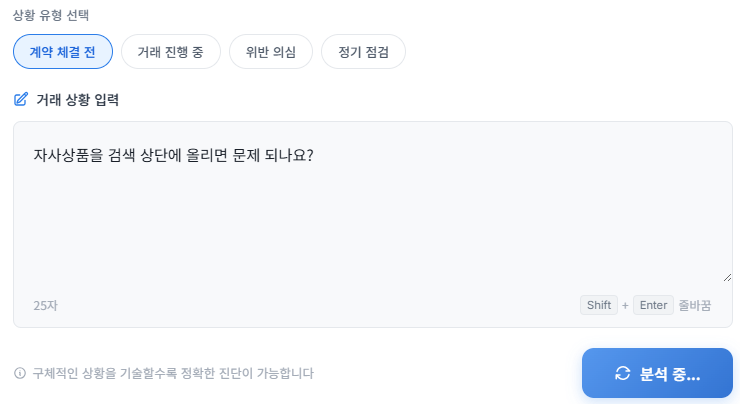 상황 유형 선택
계약 체결 전 거래 진행 중 위반 의심 정기 점검
거래 상황 입력
자사상품을 검색 상단에 올리면 문제 되나요?
25자 Shift + Enter 줄바꿈
구체적인 상황을 기술할수록 정확한 진단이 가능합니다 분석 중...